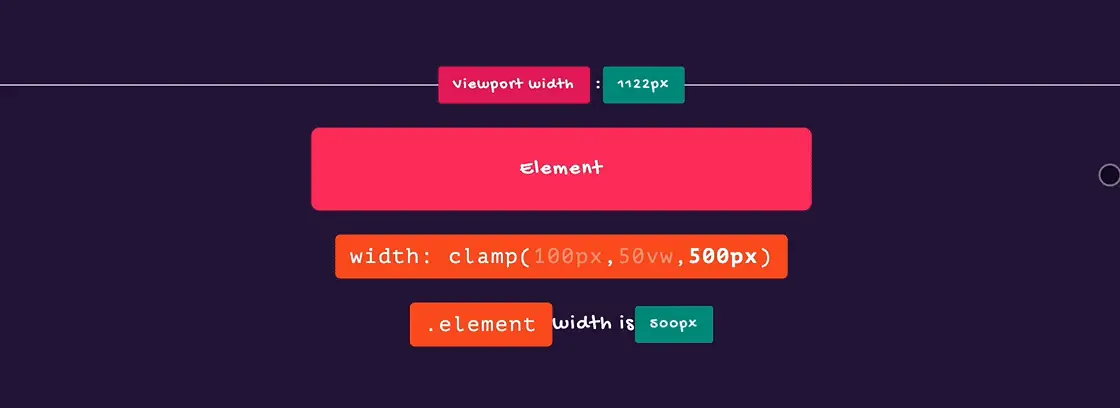 Viewport width : 1122px
Element
width: clamp(100px,50vw,500px)
.element width is 500px